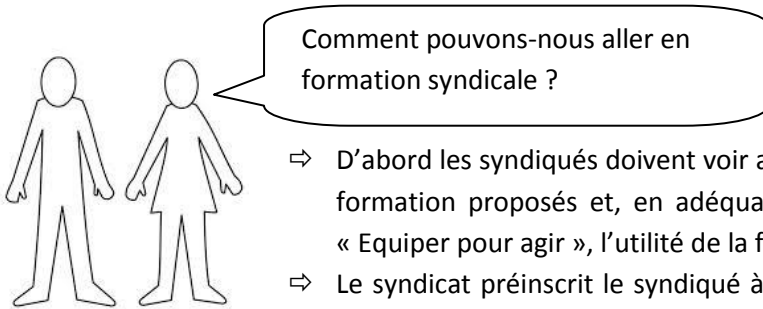 Comment pouvons-nous aller en
formation syndicale ?
⇨ D’abord les syndiqués doivent voir a
formation proposés et, en adéqua
« Equiper pour agir », l’utilité de la f
⇨ Le syndicat préinscrit le syndiqué à